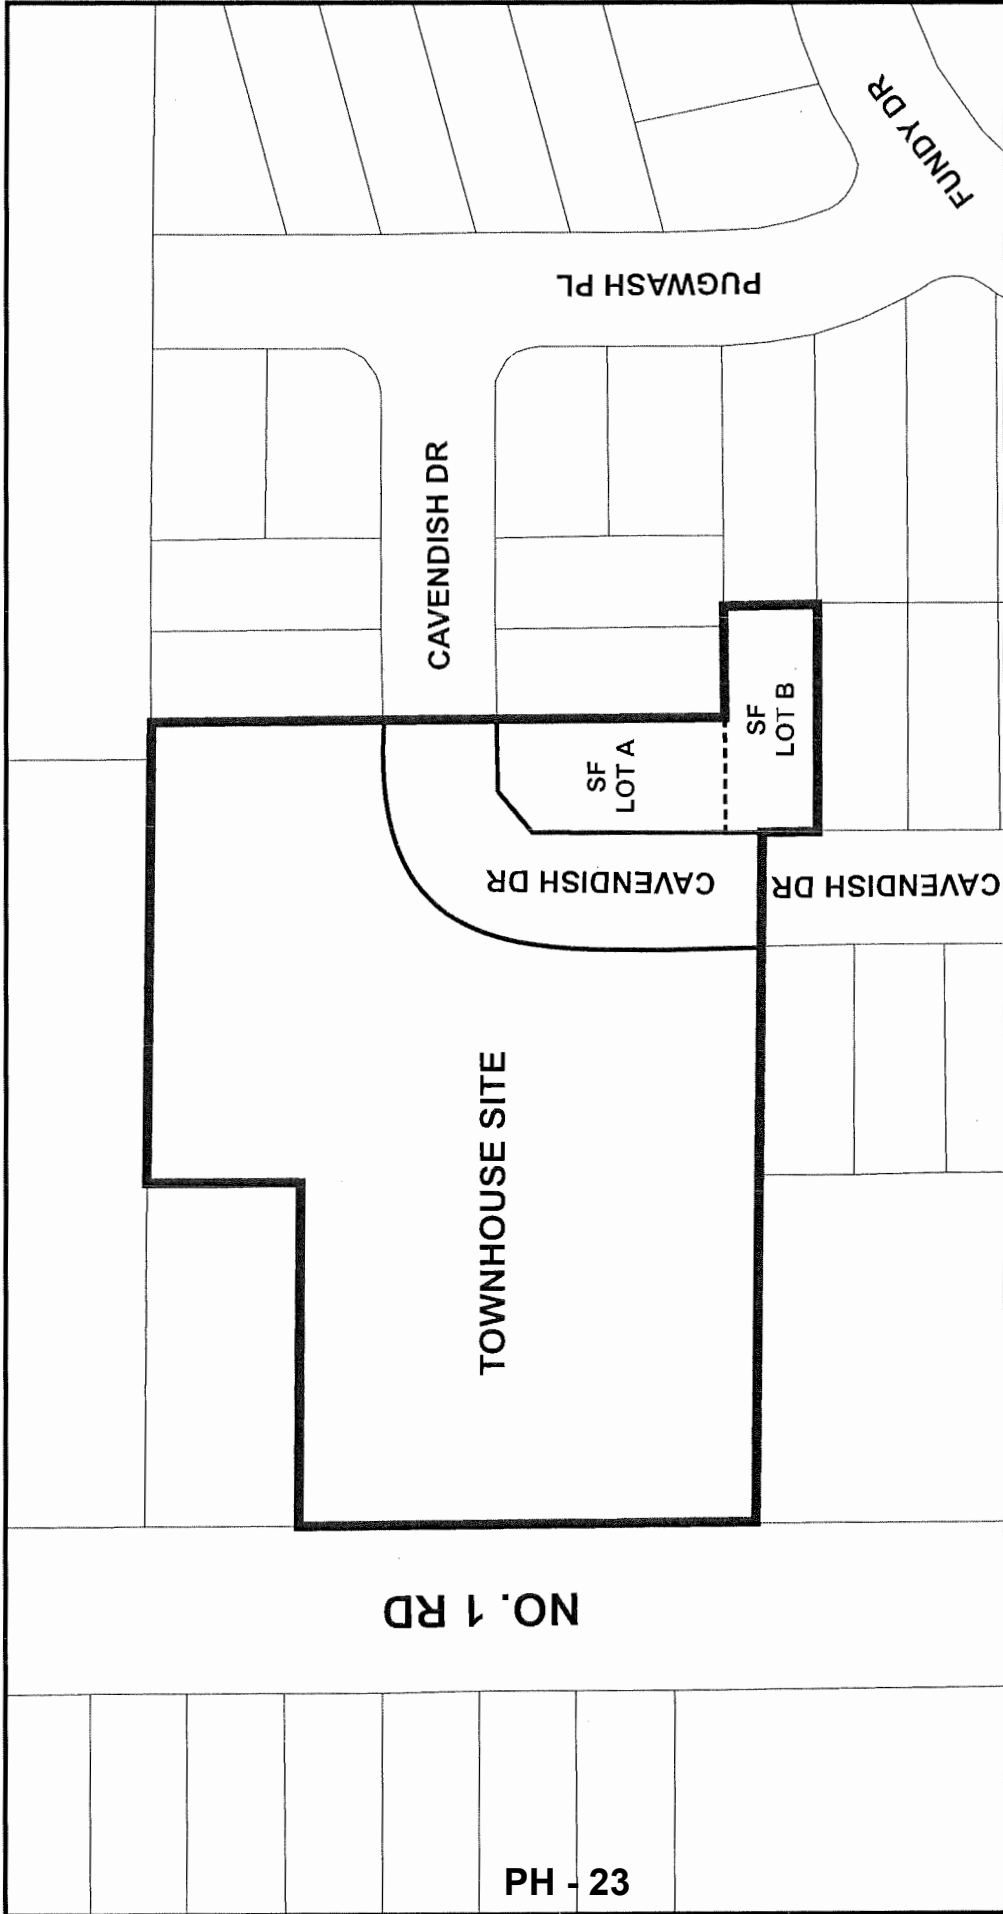 FUNDY DR
PUGWASH PL
CAVENDISH DR
SF
LOT A
SF
LOT B
CAVENDISH DR
CAVENDISH DR
TOWNHOUSE SITE
NO. 1 RD
PH - 23